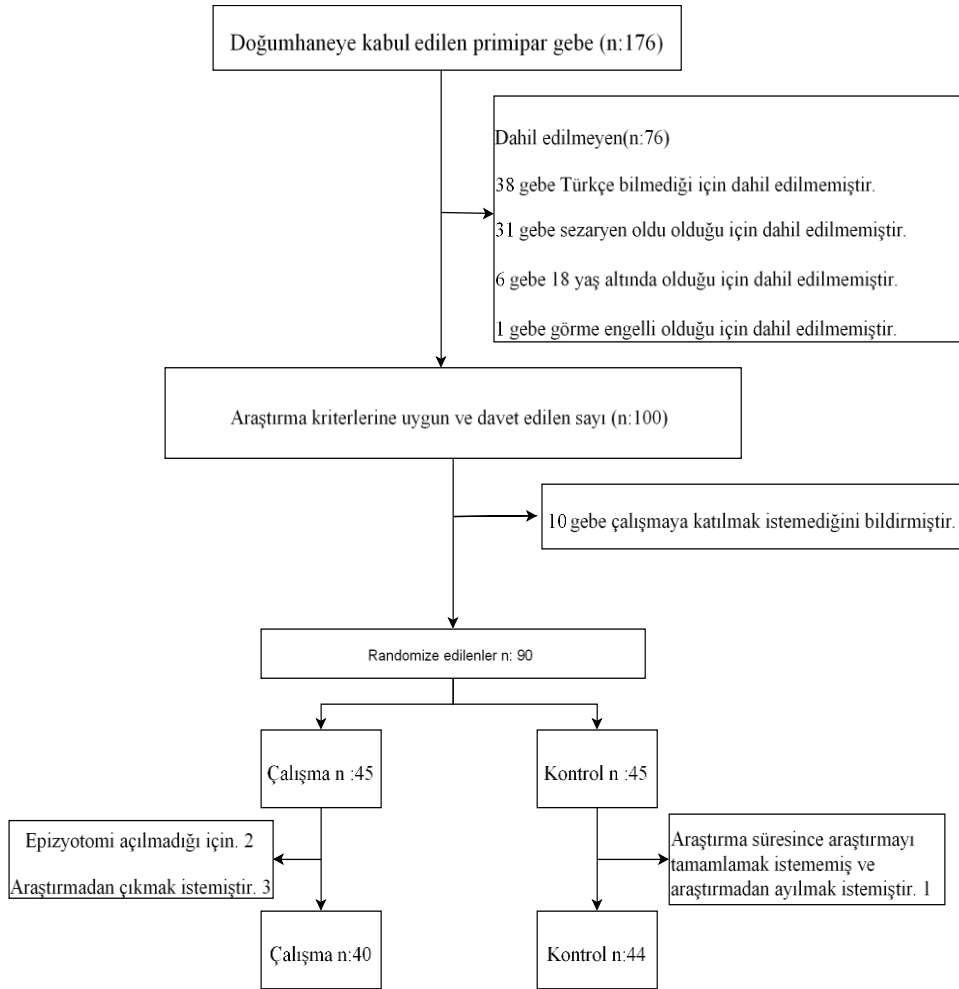 Doğumhaneye kabul edilen primipar gebe (n:176)
Dahil edilmeyen(n:76)
38 gebe Türkçe bilmediği için dahil edilmemiştir.
31 gebe sezaryen oldu olduğu için dahil edilmemiştir.
6 gebe 18 yaş altında olduğu için dahil edilmemiştir.
1 gebe görme engelli olduğu için dahil edilmemiştir.
Araştırma kriterlerine uygun ve davet edilen sayı (n:100)
10 gebe çalışmaya katılmak istemediğini bildirmiştir.
Randomize edilenler n: 90
Çalışma n :45
Kontrol n :45
Epizyotomi açılmadığı için. 2
Araştırmadan çıkmak istemiştir. 3
Araştırma süresince araştırmayı
tamamlamak istememiş ve
araştırmadan ayılmak istemiştir. 1
Çalışma n:40
Kontrol n:44